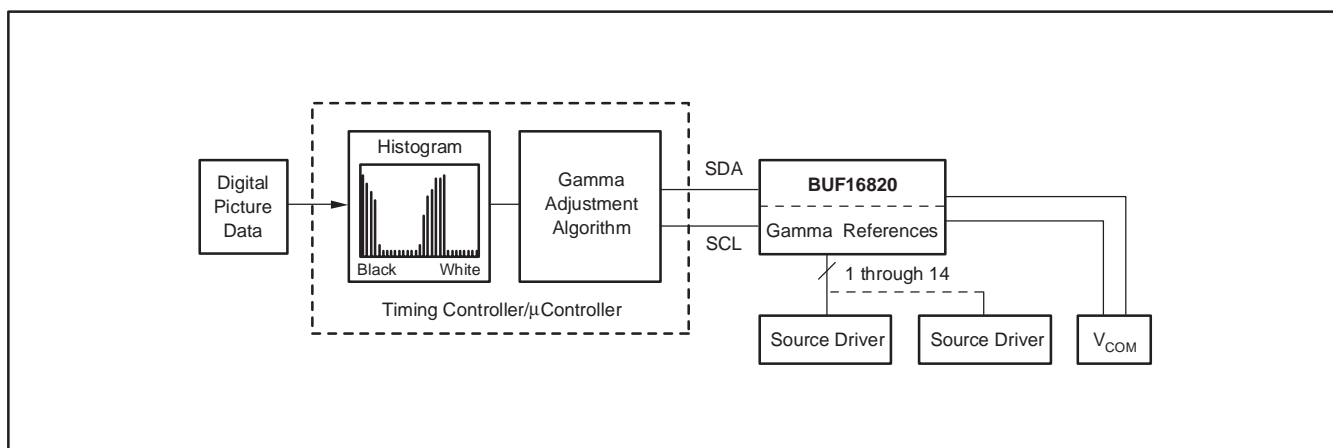 Digital
Picture
Data
Histogram
Black White
Gamma
Adjustment
Algorithm
Timing Controller/μController
SDA
SCL
BUF16820
Gamma References
1 through 14
Source Driver
Source Driver
VCOM